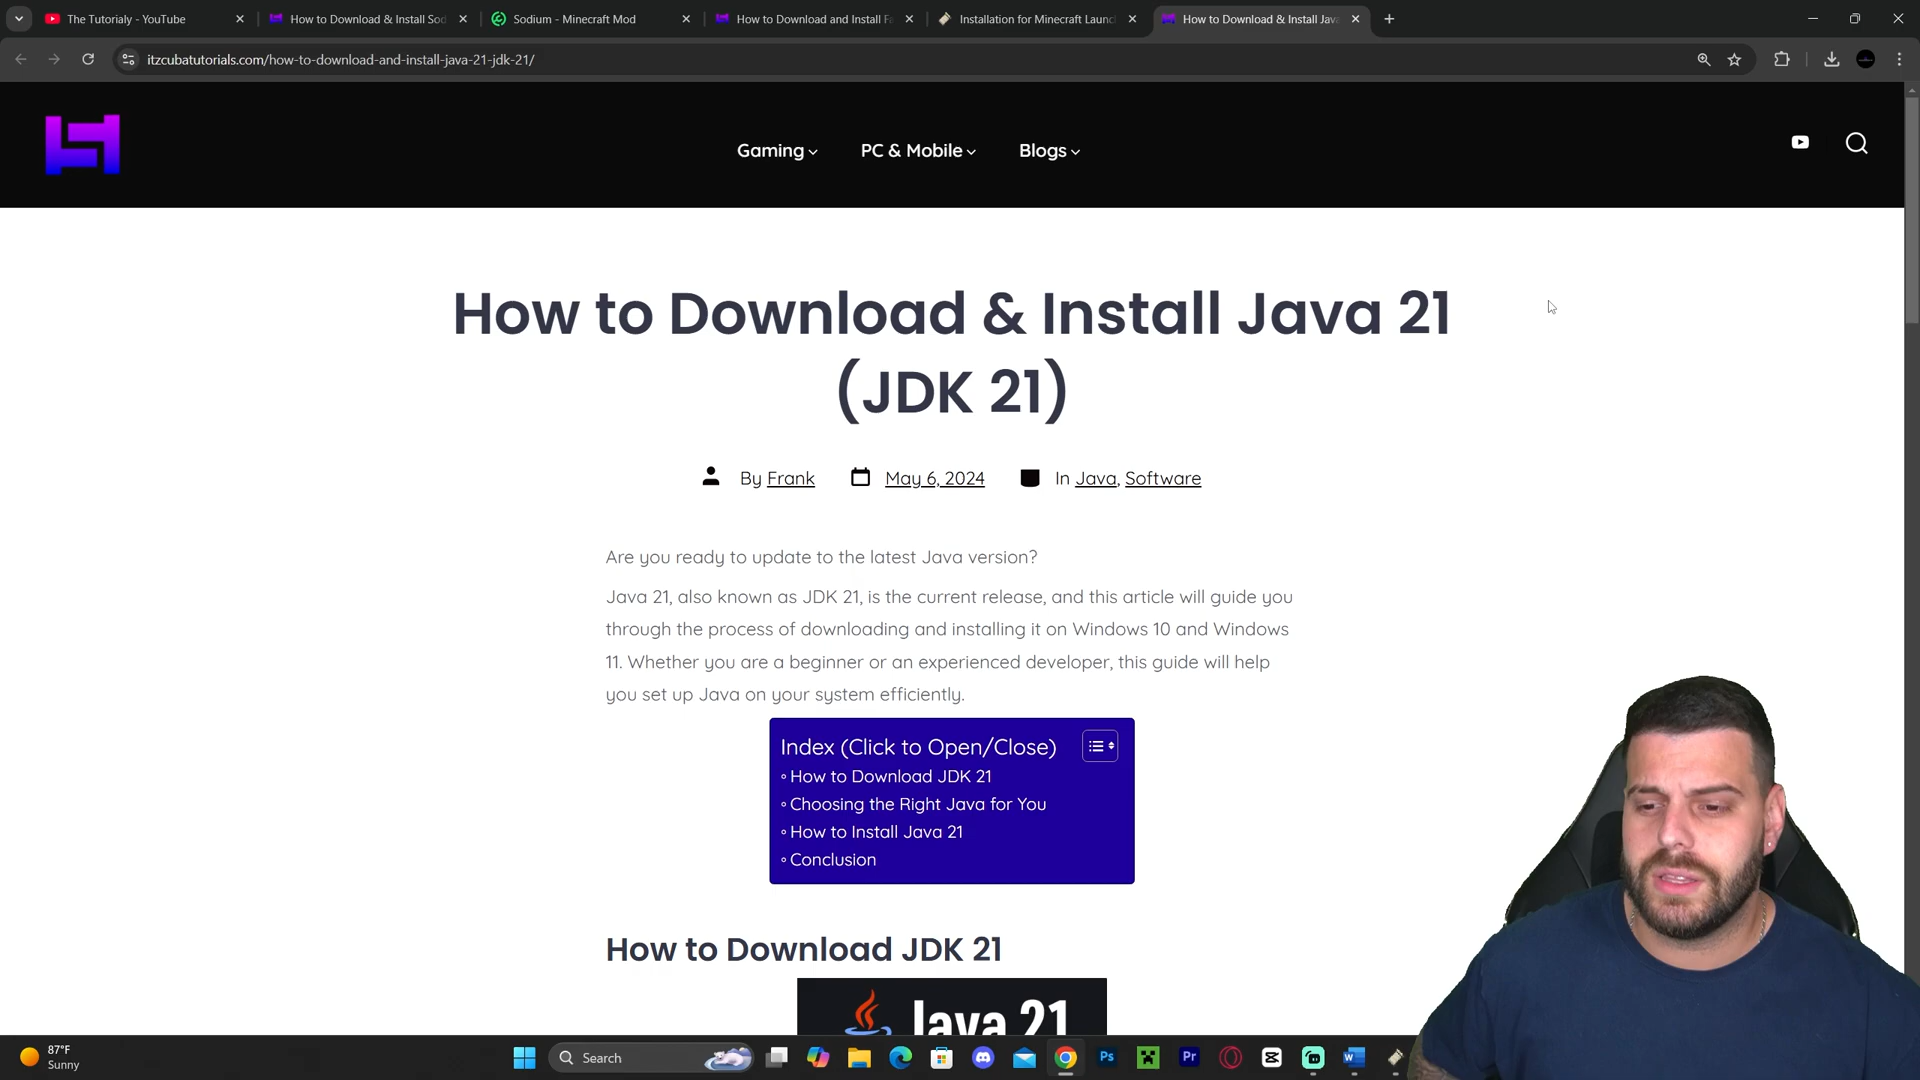 The Tutorialy - YouTube
How to Download & Install Sod
Sodium - Minecraft Mod
How to Download and Install Fa
Installation for Minecraft Launc
How to Download & Install Java
itzcubatutorials.com/how-to-download-and-install-java-21-jdk-21/
Gaming
PC & Mobile
Blogs
How to Download & Install Java 21
(JDK 21)
By Frank
May 6, 2024
In Java, Software
Are you ready to update to the latest Java version?
Java 21, also known as JDK 21, is the current release, and this article will guide you
through the process of downloading and installing it on Windows 10 and Windows
11. Whether you are a beginner or an experienced developer, this guide will help
you set up Java on your system efficiently.
Index (Click to Open/Close)
How to Download JDK 21
Choosing the Right Java for You
How to Install Java 21
Conclusion
How to Download JDK 21
Java 21
87°F
Sunny
Search
Ps
Pr